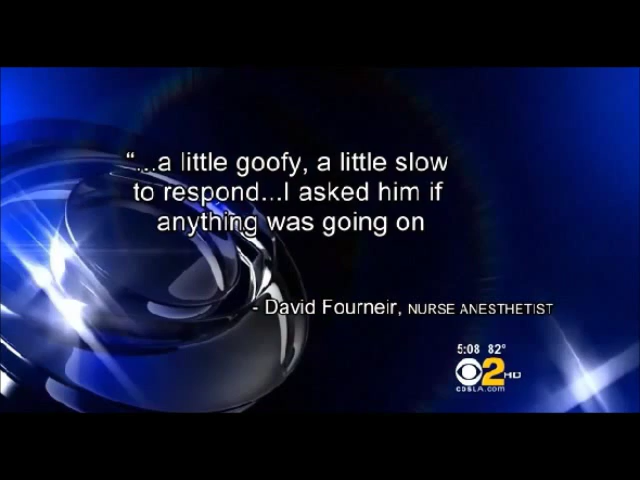 “...a little goofy, a little slow
to respond...I asked him if
anything was going on
- David Fourneir, NURSE ANESTHETIST
5:08 82°
2 HD
CBSLA.com